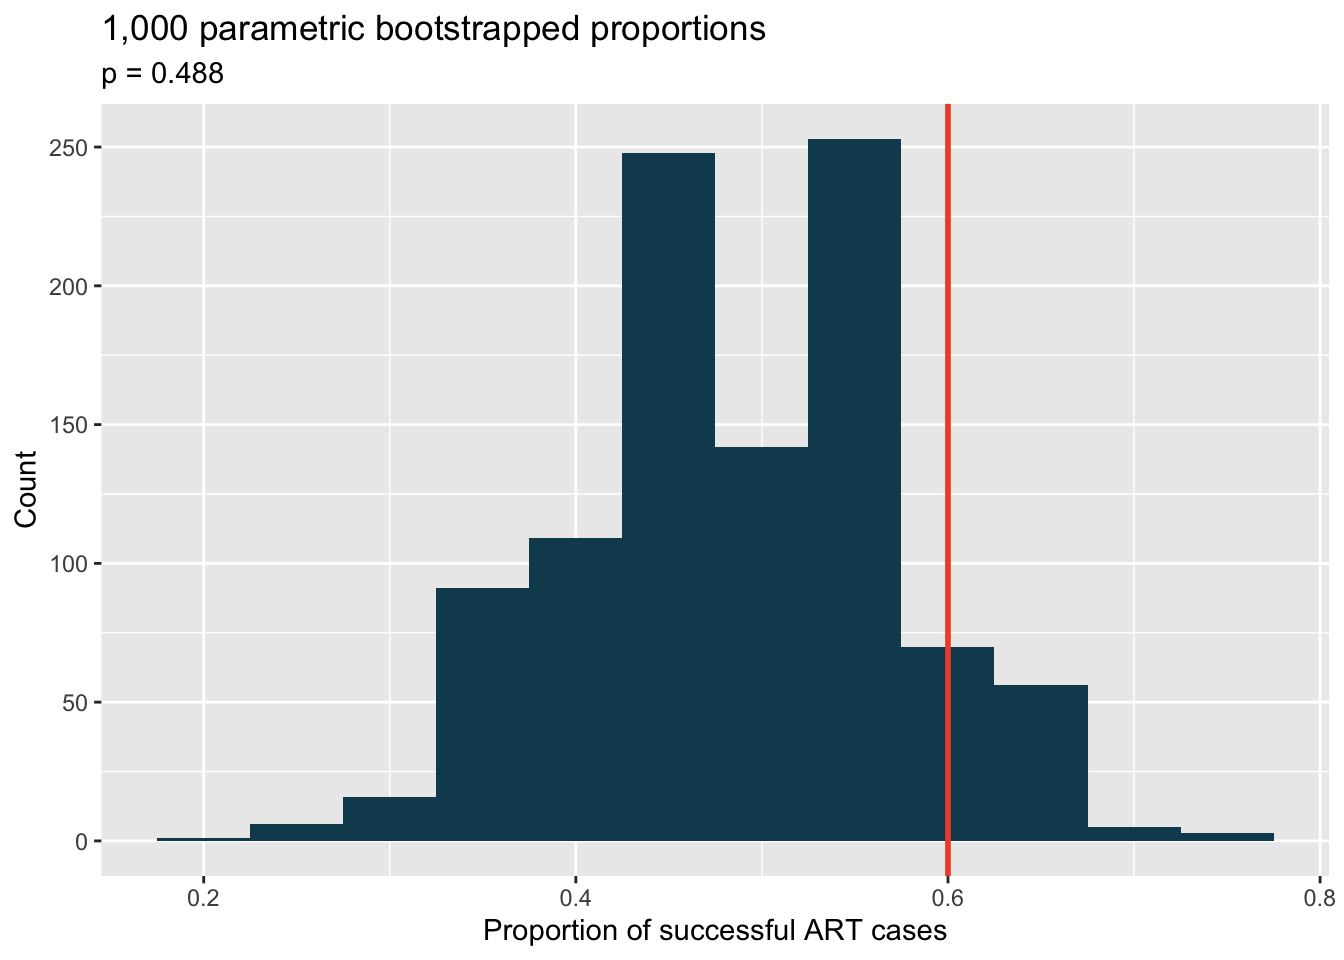 1,000 parametric bootstrapped proportions
p = 0.488
250
200
150
100
50
0
Count
0.2
0.4
0.6
0.8
Proportion of successful ART cases